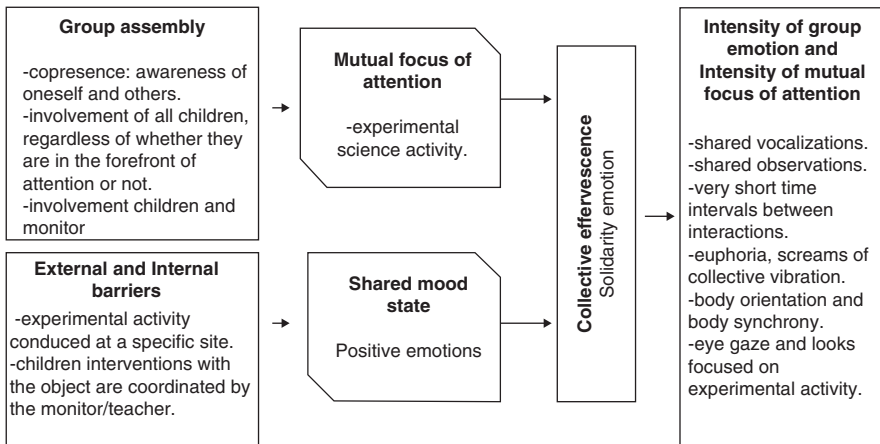 Group assembly
-copresence: awareness of
oneself and others.
-involvement of all children,
regardless of whether they
are in the forefront of
attention or not.
-involvement children and
monitor
External and Internal
barriers
-experimental activity
conduced at a specific site.
-children interventions with
the object are coordinated by
the monitor/teacher.
Mutual focus of
attention
-experimental
science activity.
Shared mood
state
Positive emotions
Collective effervescence
Solidarity emotion
Intensity of group
emotion and
Intensity of mutual
focus of attention
-shared vocalizations.
-shared observations.
-very short time
intervals between
interactions.
-euphoria, screams of
collective vibration.
-body orientation and
body synchrony.
-eye gaze and looks
focused on
experimental activity.